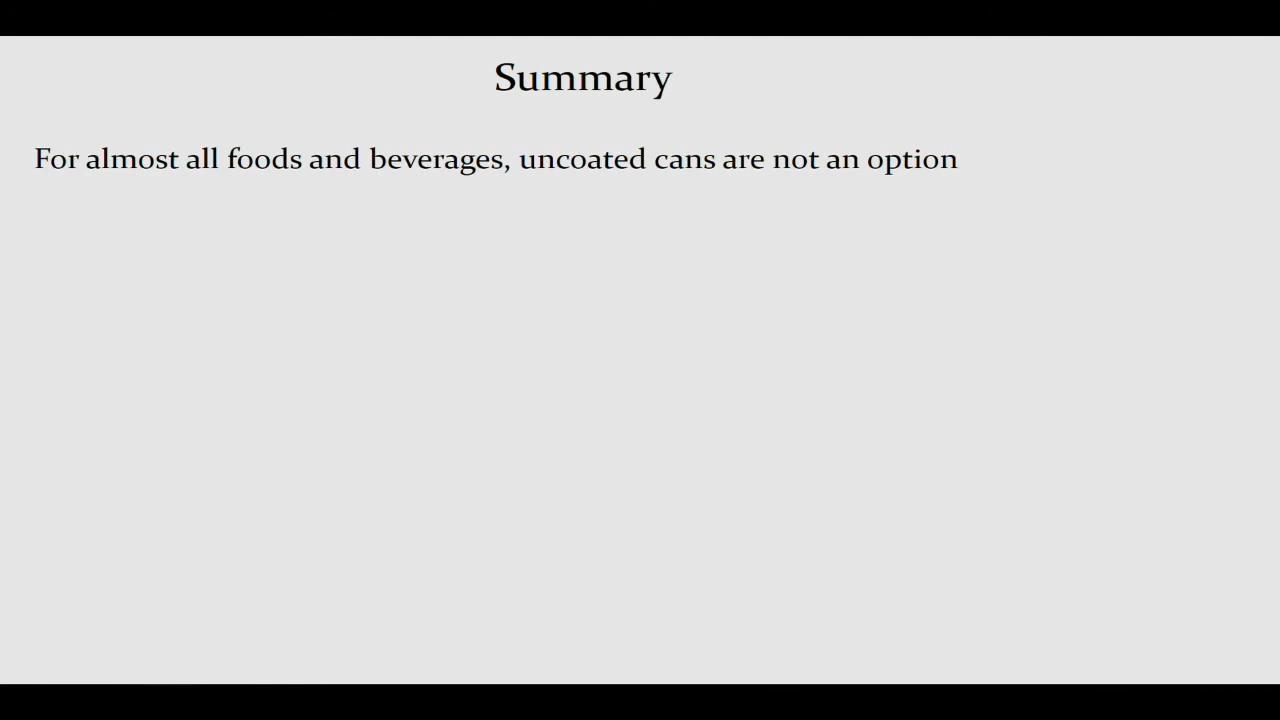 Summary
For almost all foods and beverages, uncoated cans are not an option